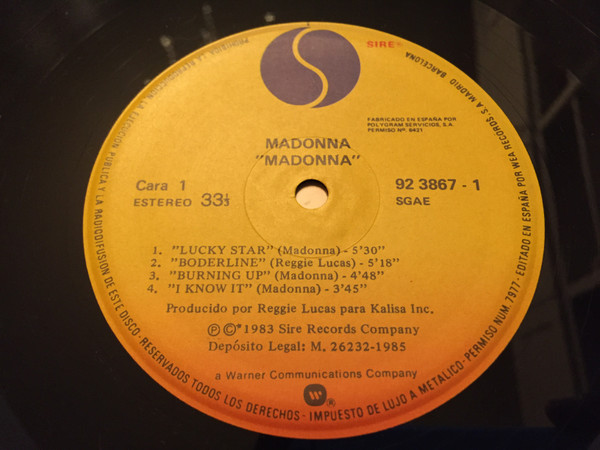 SIRE
FABRICADO EN ESPAÑA POR
POLYGRAM SERVICIOS, S.A.
PERMISO Nº. 8421
MADONNA
"MADONNA"
Cara 1
ESTEREO 33⅓
92 3867 - 1
SGAE
1. "LUCKY STAR" (Madonna) - 5'30"
2. "BODERLINE" (Reggie Lucas) - 5'18"
3. "BURNING UP" (Madonna) - 4'48"
4. "I KNOW IT" (Madonna) - 3'45"
Producido por Reggie Lucas para Kalisa Inc.
Ⓟ ©* 1983 Sire Records Company
Depósito Legal: M. 26232-1985
a Warner Communications Company
®
EJECUCION PUBLICA Y LA RADIODIFUSION DE ESTE DISCO - RESERVADOS TODOS LOS DERECHOS - IMPUESTO DE LUJO A METALICO - PERMISO NUM. 7977 - EDITADO EN ESPAÑA POR WEA RECORDS, S.A. MADRID BARCELONA